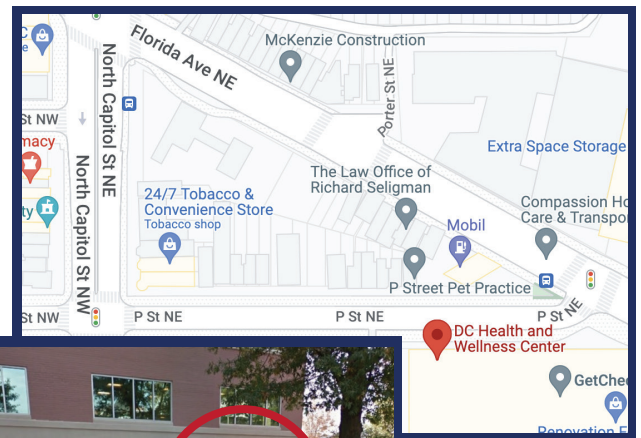 Florida Ave NE
McKenzie Construction
North Capitol St NE
Porter St NE
St NW
macy
Extra Space Storage
The Law Office of
Richard Seligman
24/7 Tobacco &
Convenience Store
Tobacco shop
Compassion Ho
Care & Transpo
Mobil
ty
North Capitol St NW
P Street Pet Practice
St NW
P St NE
P St NE
P St NE
DC Health and
Wellness Center
GetChe
Renovation